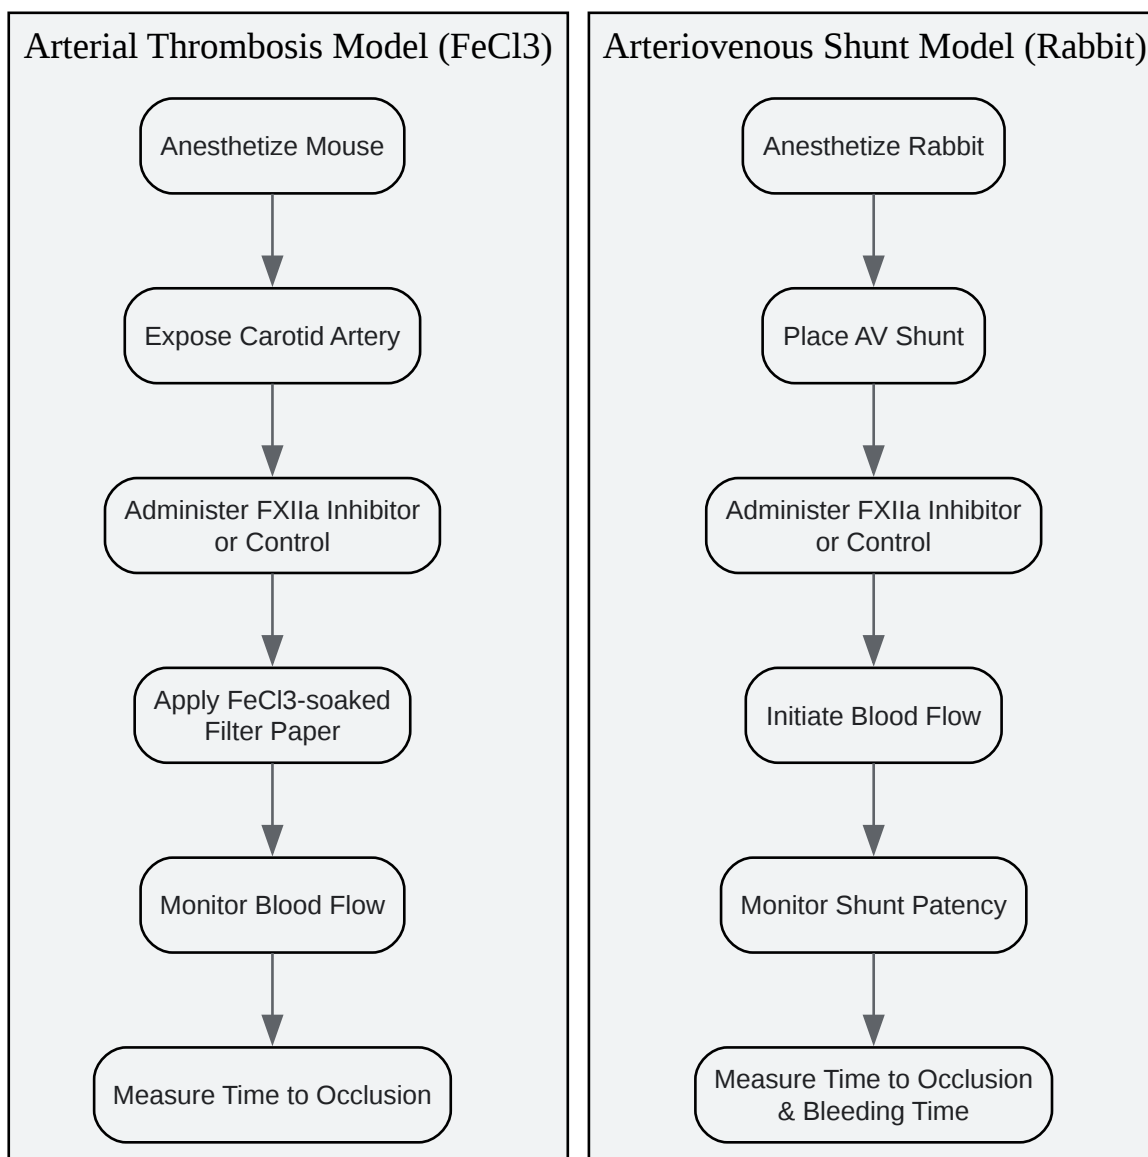 Arterial Thrombosis Model (FeCl3)
Anesthetize Mouse
Expose Carotid Artery
Administer FXIIa Inhibitor
or Control
Apply FeCl3-soaked
Filter Paper
Monitor Blood Flow
Measure Time to Occlusion
Arteriovenous Shunt Model (Rabbit)
Anesthetize Rabbit
Place AV Shunt
Administer FXIIa Inhibitor
or Control
Initiate Blood Flow
Monitor Shunt Patency
Measure Time to Occlusion
& Bleeding Time